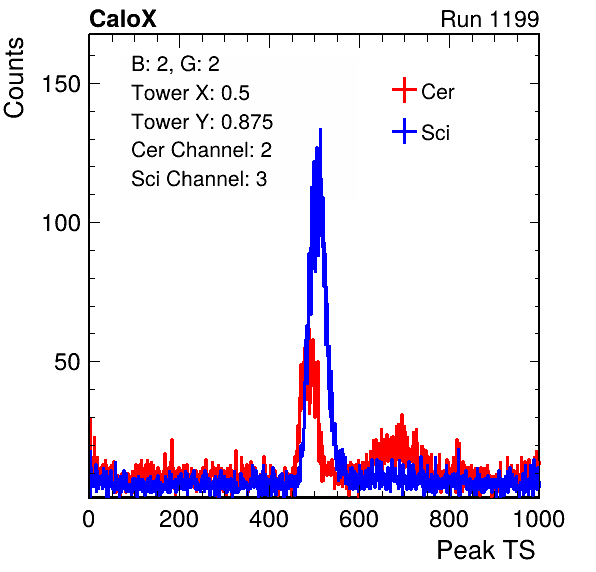 CaloX Run 1199
Counts
B: 2, G: 2
Tower X: 0.5
Tower Y: 0.875
Cer Channel: 2
Sci Channel: 3
Cer
Sci
150
100
50
0 200 400 600 800 1000
Peak TS